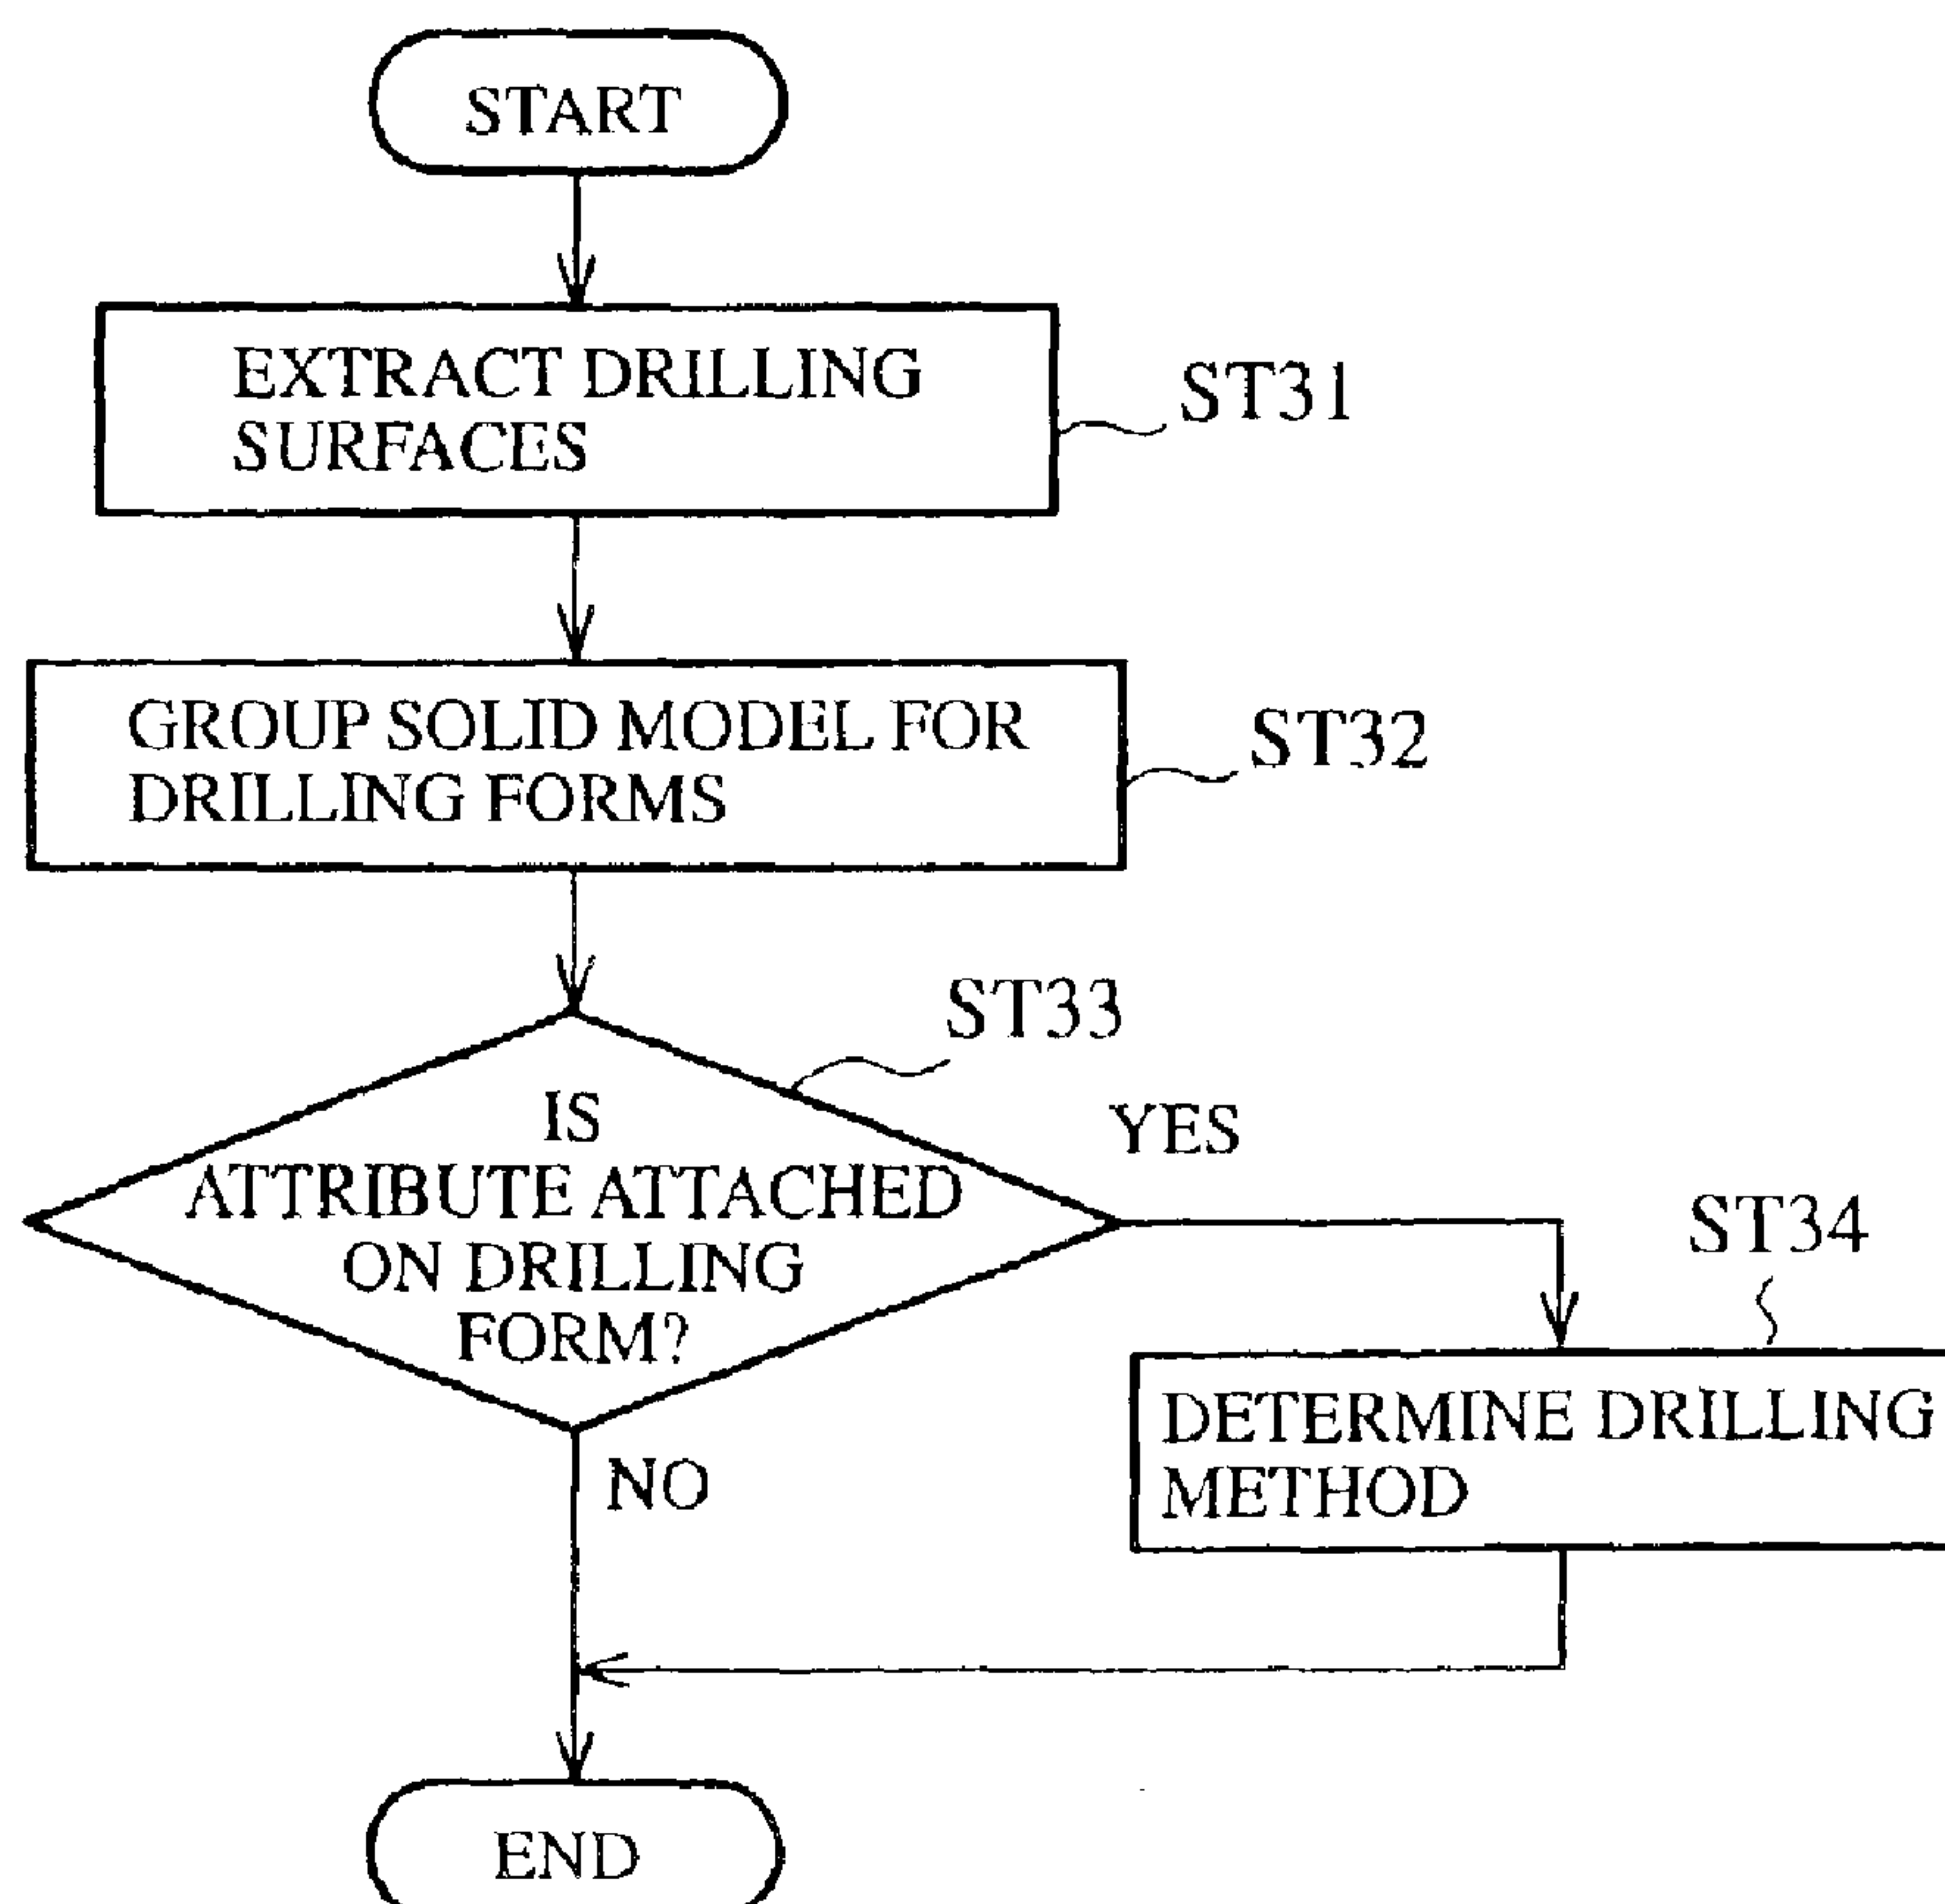 START
EXTRACT DRILLING
SURFACES
ST31
GROUP SOLID MODEL FOR
DRILLING FORMS
ST32
ST33
IS
ATTRIBUTE ATTACHED
ON DRILLING
FORM?
YES
ST34
DETERMINE DRILLING
METHOD
NO
END